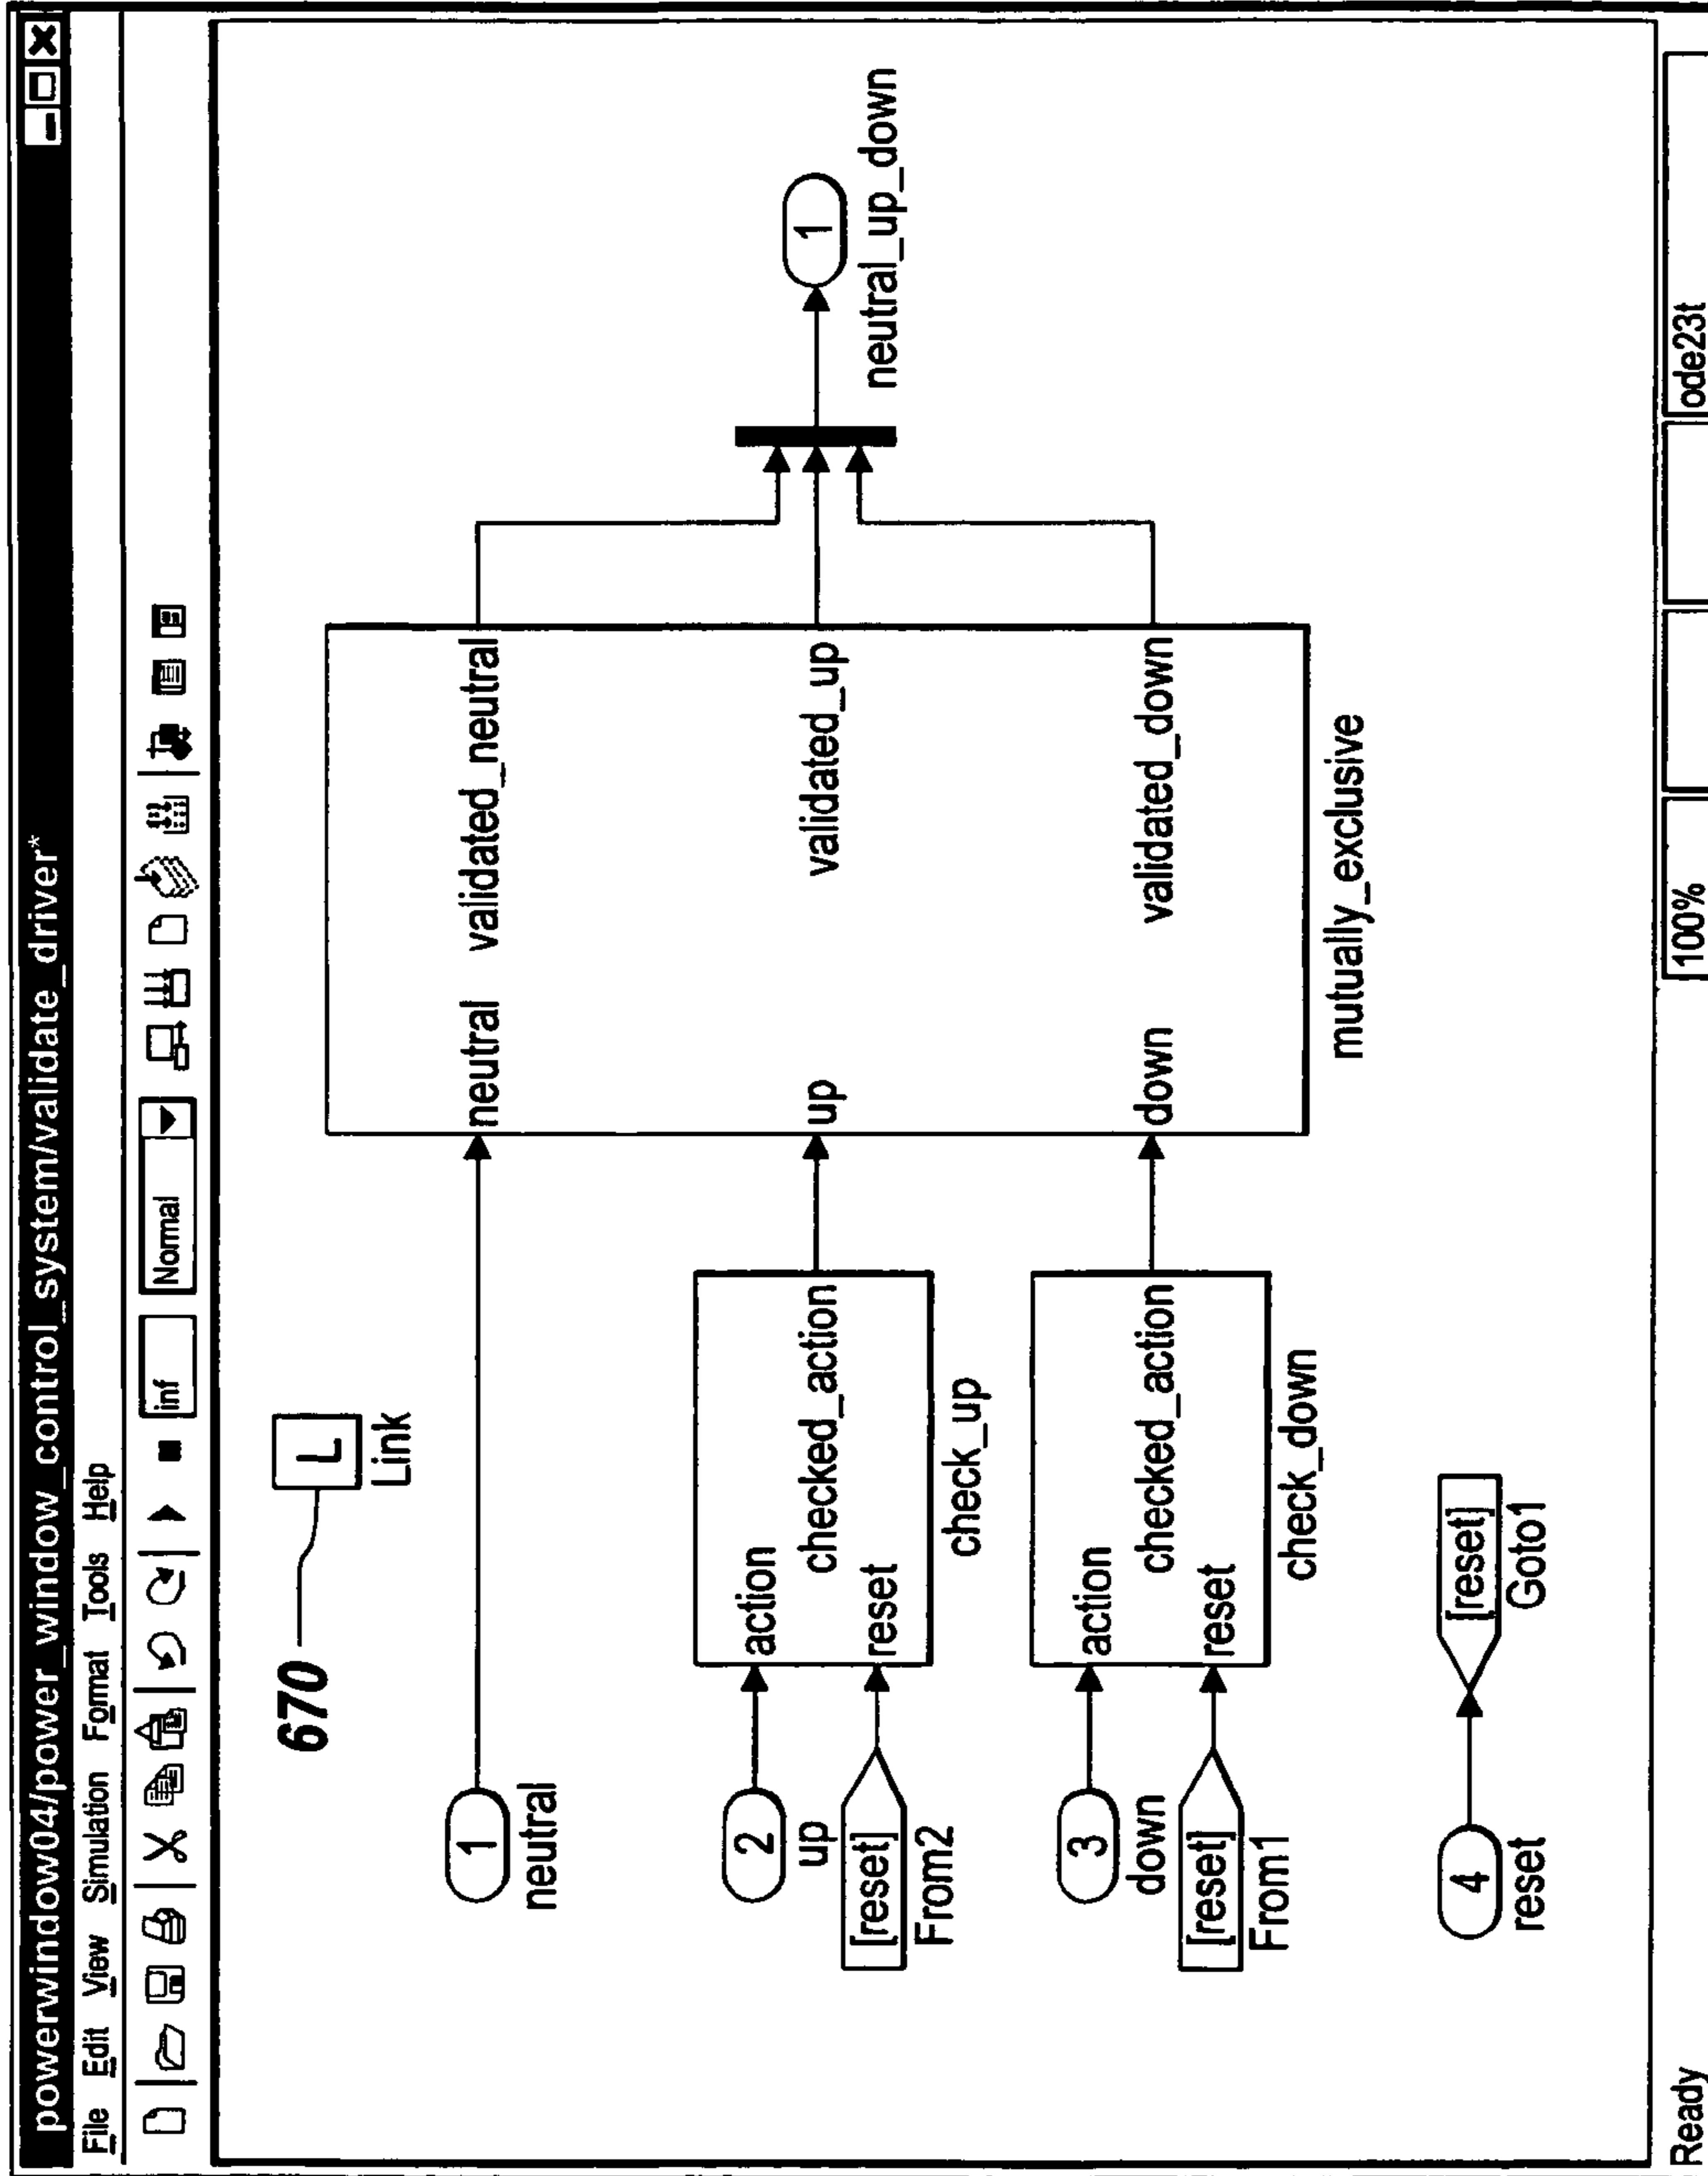 powerwindow04/power_window_control_system/validate_driver*
File Edit View Simulation Format Tools Help
inf Normal
670
L
Link
1
neutral
neutral validated_neutral
2
up
action
checked_action
reset
[reset]
From2
check_up
up validated_up
1
neutral_up_down
3
down
action
checked_action
reset
[reset]
From1
check_down
down validated_down
mutually_exclusive
4
reset
[reset]
Goto1
Ready 100% ode23t